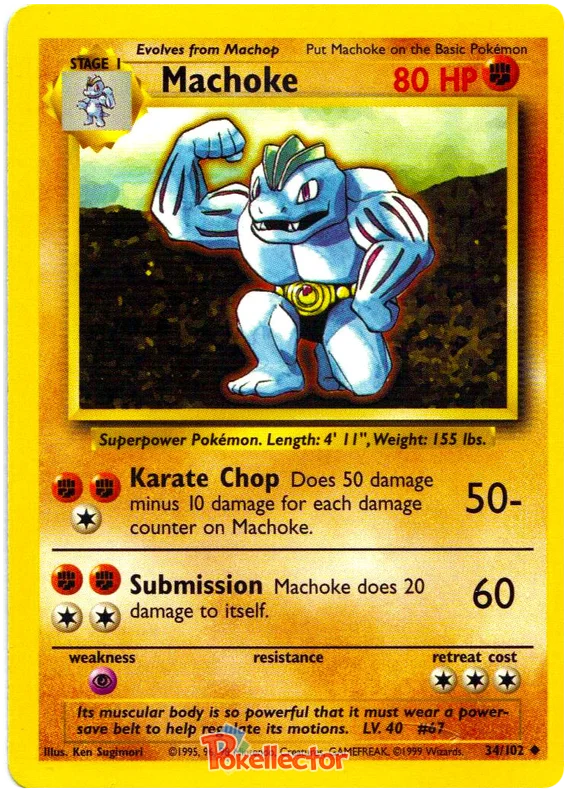 Evolves from Machop
Put Machoke on the Basic Pokémon
STAGE 1
Machoke
80 HP
Superpower Pokémon. Length: 4' 11", Weight: 155 lbs.
Karate Chop Does 50 damage
minus 10 damage for each damage
counter on Machoke.
50-
Submission Machoke does 20
damage to itself.
60
weakness
resistance
retreat cost
Its muscular body is so powerful that it must wear a power-
save belt to help regulate its motions. LV. 40 #67
Illus. Ken Sugimori
©1995, Creatures, GAMEFREAK. ©1999 Wizards.
34/102
Pokellector